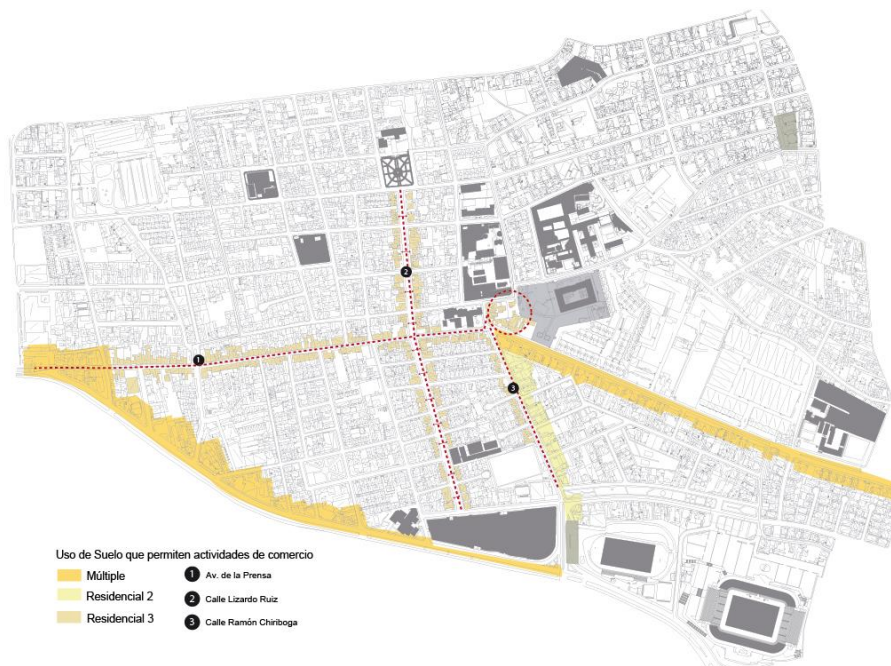 2
1
3
Uso de Suelo que permiten actividades de comercio
Múltiple
Residencial 2
Residencial 3
1 Av. de la Prensa
2 Calle Lizardo Ruiz
3 Calle Ramón Chiriboga